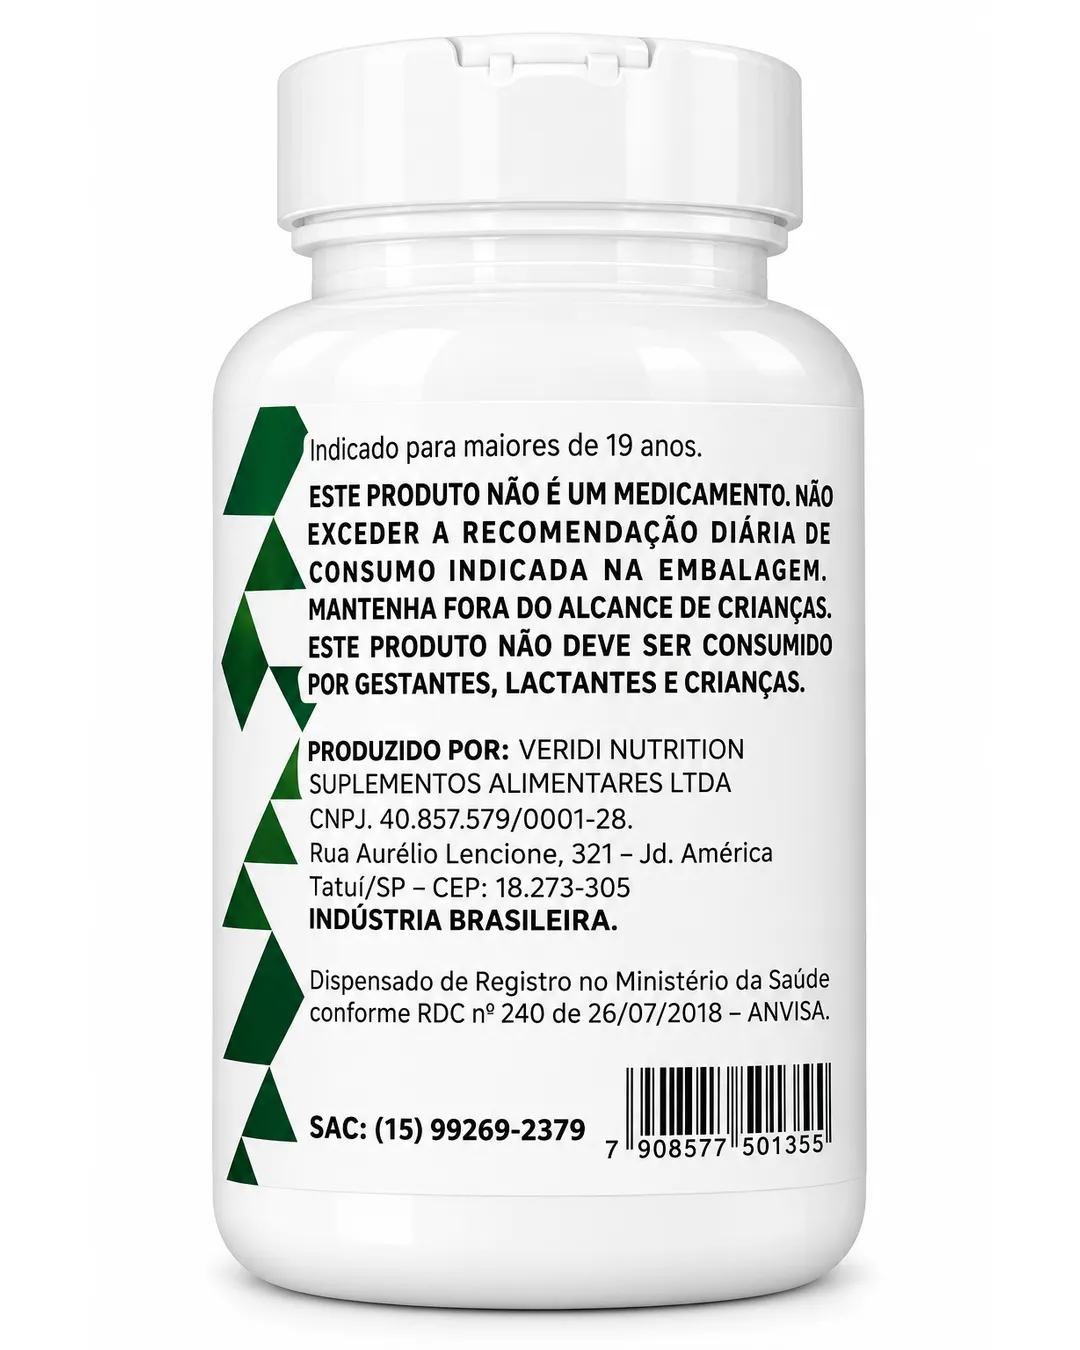 Indicado para maiores de 19 anos.
ESTE PRODUTO NÃO É UM MEDICAMENTO. NÃO
EXCEDER A RECOMENDAÇÃO DIÁRIA DE
CONSUMO INDICADA NA EMBALAGEM.
MANTENHA FORA DO ALCANCE DE CRIANÇAS.
ESTE PRODUTO NÃO DEVE SER CONSUMIDO
POR GESTANTES, LACTANTES E CRIANÇAS.
PRODUZIDO POR: VERIDI NUTRITION
SUPLEMENTOS ALIMENTARES LTDA
CNPJ. 40.857.579/0001-28.
Rua Aurélio Lencione, 321 – Jd. América
Tatuí/SP – CEP: 18.273-305
INDÚSTRIA BRASILEIRA.
Dispensado de Registro no Ministério da Saúde
conforme RDC nº 240 de 26/07/2018 – ANVISA.
SAC: (15) 99269-2379
7 908577 501355